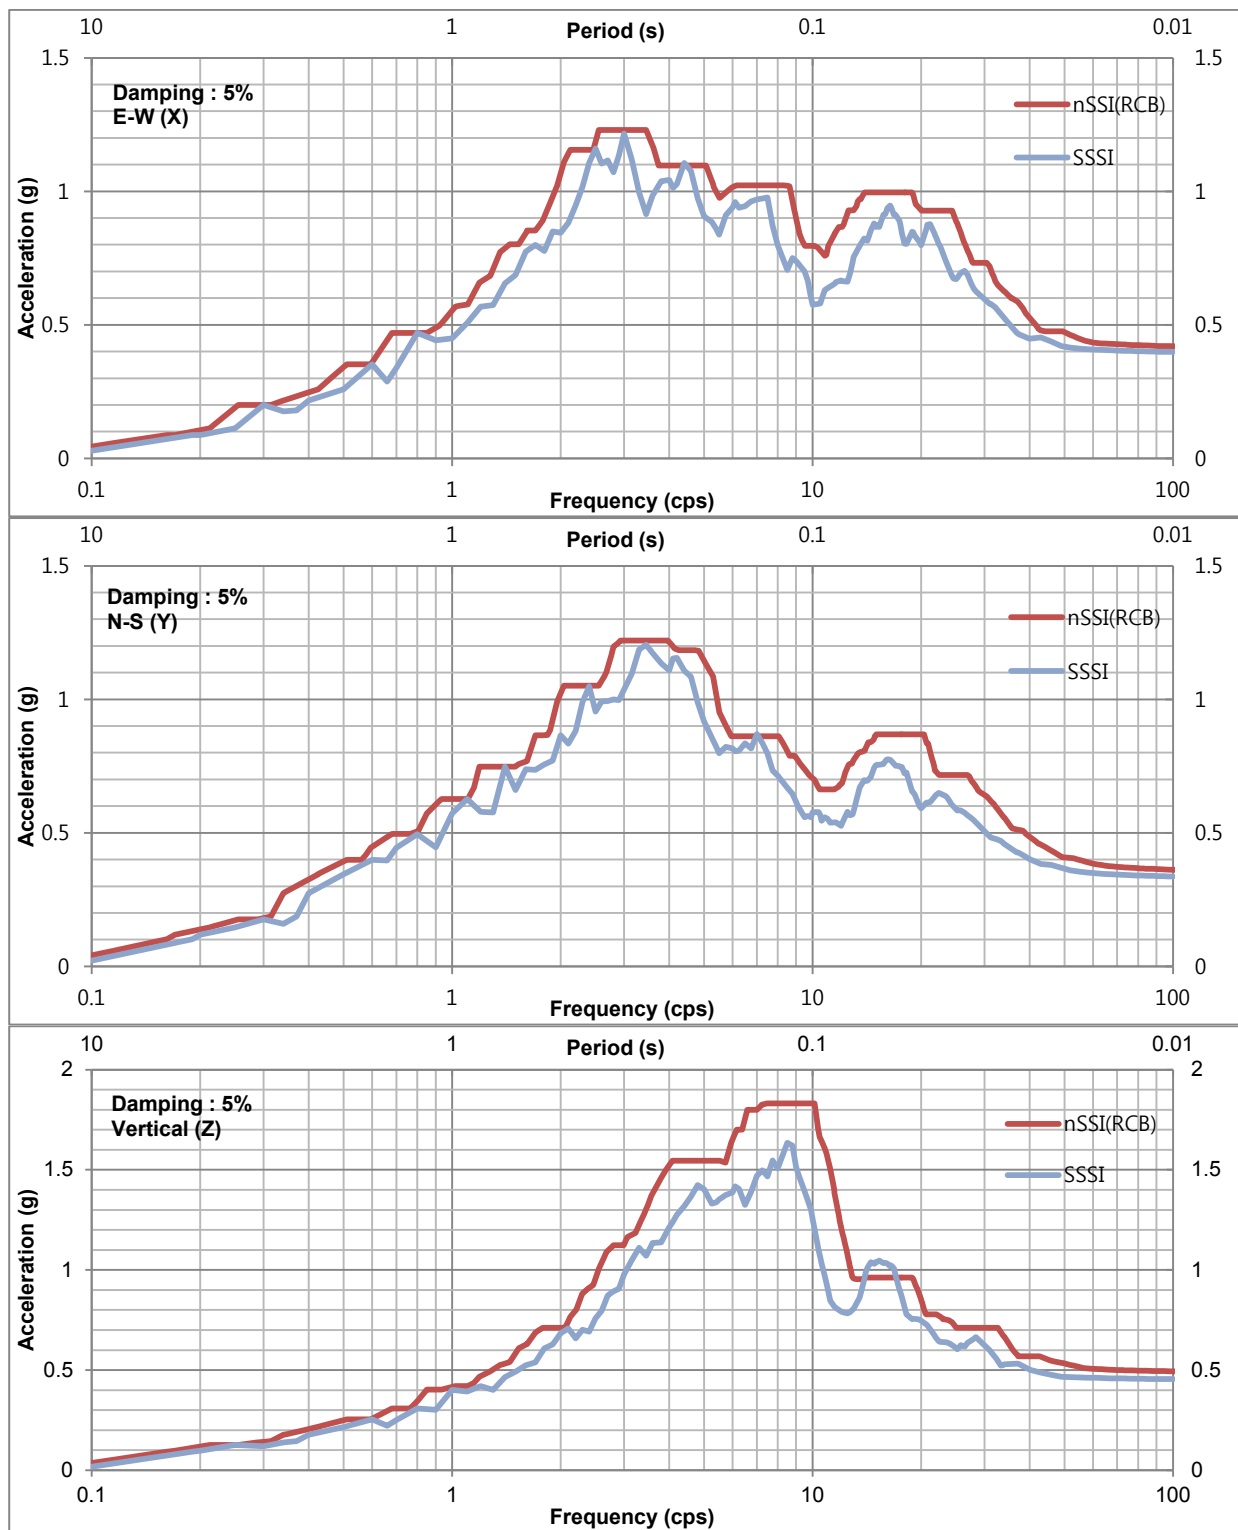 10 1 Period (s) 0.1 0.01
1.5 1.5
Damping : 5%
E-W (X)
nSSI(RCB)
SSSI
1 1
Acceleration (g)
0.5 0.5
0 0
0.1 1 Frequency (cps) 10 100
10 1 Period (s) 0.1 0.01
1.5 1.5
Damping : 5%
N-S (Y)
nSSI(RCB)
SSSI
1 1
Acceleration (g)
0.5 0.5
0 0
0.1 1 Frequency (cps) 10 100
10 1 Period (s) 0.1 0.01
2 2
Damping : 5%
Vertical (Z)
nSSI(RCB)
SSSI
1.5 1.5
Acceleration (g)
1 1
0.5 0.5
0 0
0.1 1 Frequency (cps) 10 100